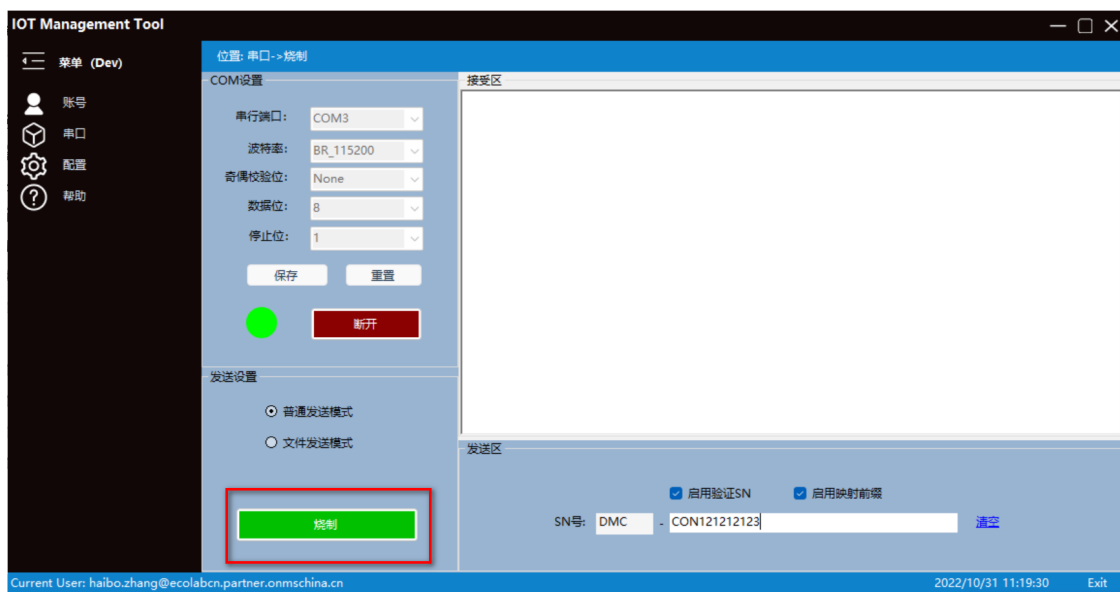 IOT Management Tool
菜单 (Dev)
账号
串口
配置
帮助
位置: 串口->烧制
COM设置
串行端口: COM3
波特率: BR_115200
奇偶校验位: None
数据位: 8
停止位: 1
保存 重置
断开
发送设置
普通发送模式
文件发送模式
烧制
接受区
发送区
启用验证SN 启用映射前缀
SN号: DMC - CON121212123 清空
Current User: haibo.zhang@ecolabcn.partner.onmschina.cn 2022/10/31 11:19:30 Exit